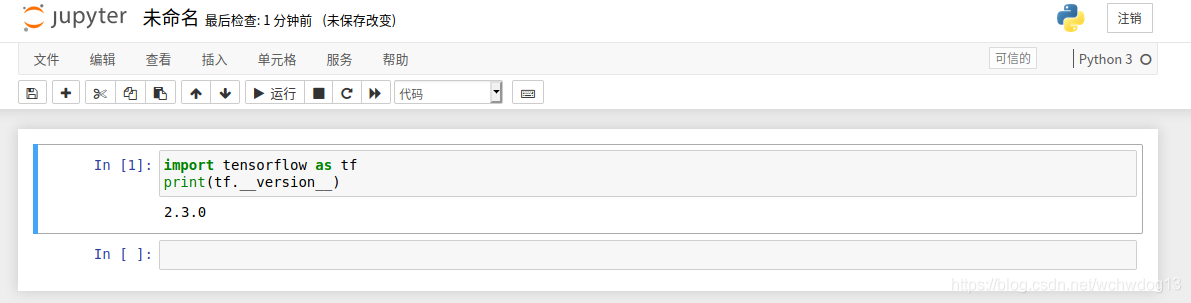 jupyter 未命名 最后检查: 1 分钟前 (未保存改变) 注销
文件 编辑 查看 插入 单元格 服务 帮助 可信的 Python 3
运行 代码
In [1]: import tensorflow as tf
print(tf.__version__)
2.3.0
In [ ]:
https://blog.csdn.net/wchwdog13